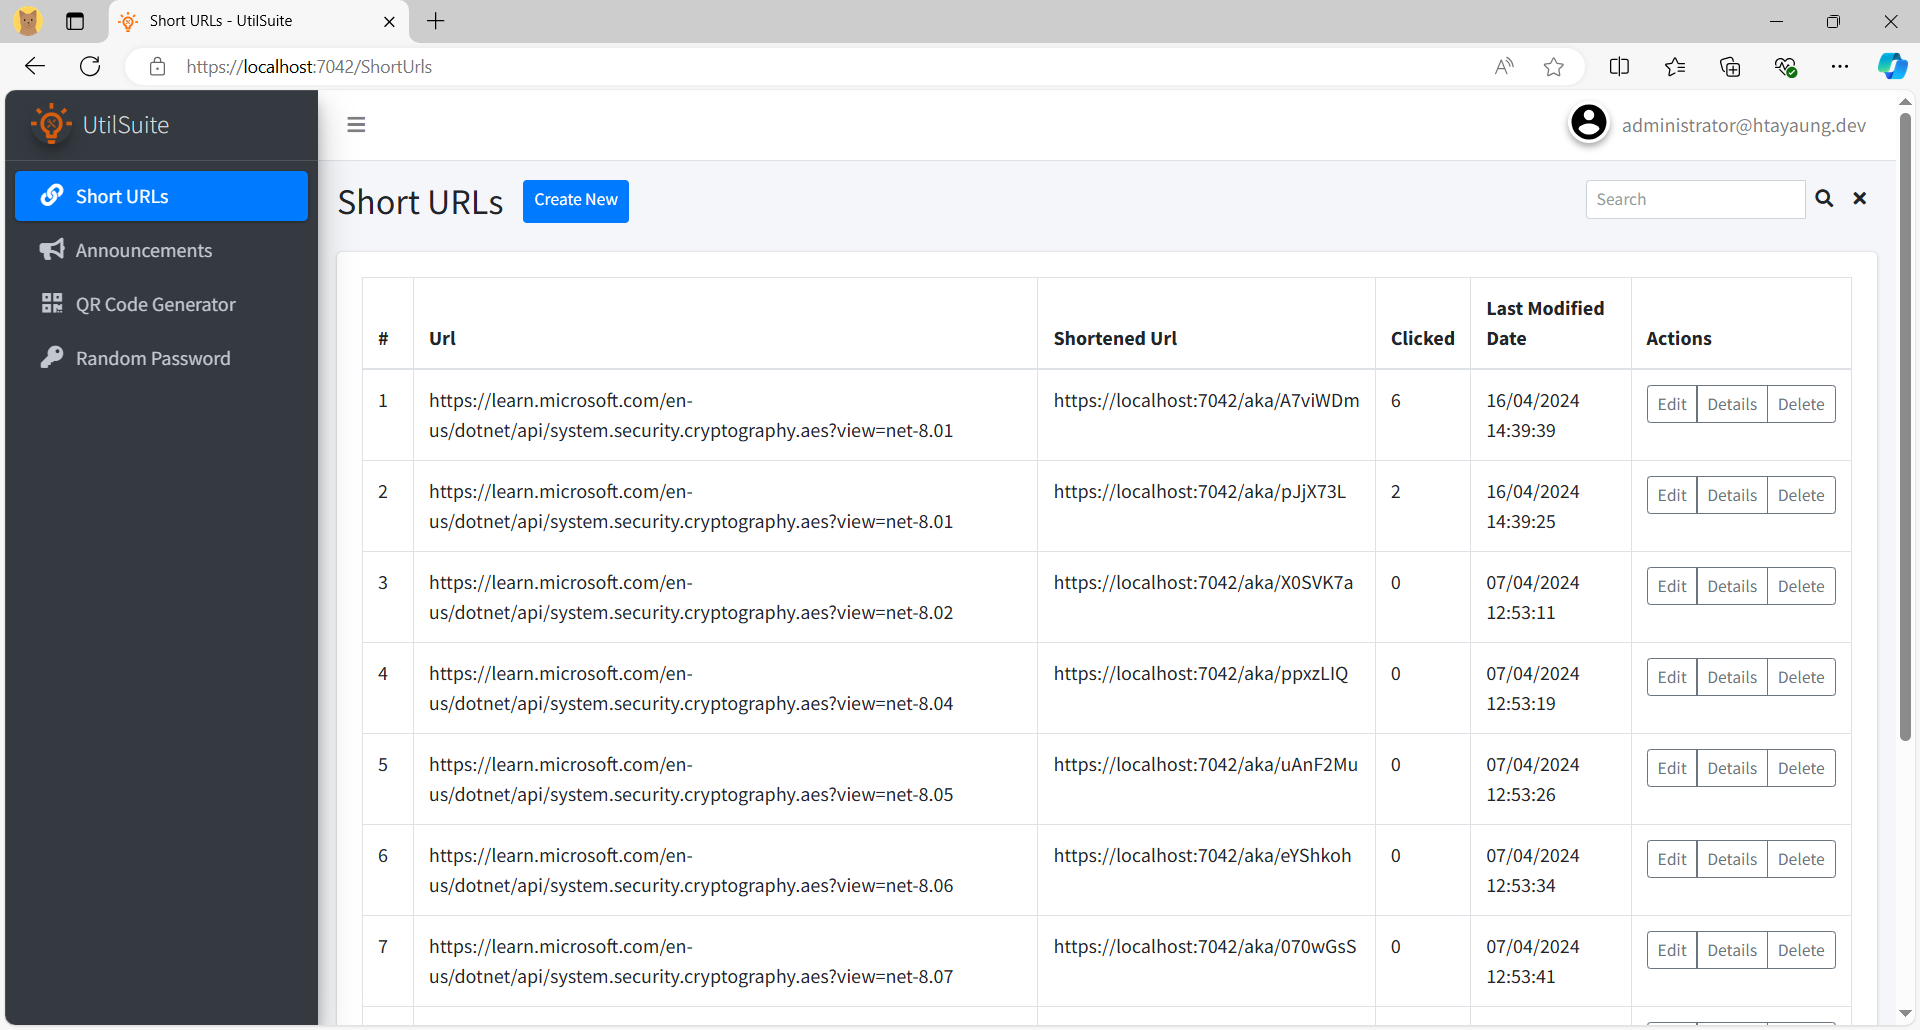 Short URLs - UtilSuite
https://localhost:7042/ShortUrls
UtilSuite
administrator@htayaung.dev
Short URLs
Announcements
QR Code Generator
Random Password
Short URLs
Create New
Search
# Url Shortened Url Clicked Last Modified Date Actions
1 https://learn.microsoft.com/en- https://localhost:7042/aka/A7viWDm 6 16/04/2024 Edit Details Delete
us/dotnet/api/system.security.cryptography.aes?view=net-8.01 14:39:39
2 https://learn.microsoft.com/en- https://localhost:7042/aka/pJjX73L 2 16/04/2024 Edit Details Delete
us/dotnet/api/system.security.cryptography.aes?view=net-8.01 14:39:25
3 https://learn.microsoft.com/en- https://localhost:7042/aka/X0SVK7a 0 07/04/2024 Edit Details Delete
us/dotnet/api/system.security.cryptography.aes?view=net-8.02 12:53:11
4 https://learn.microsoft.com/en- https://localhost:7042/aka/ppxzLIQ 0 07/04/2024 Edit Details Delete
us/dotnet/api/system.security.cryptography.aes?view=net-8.04 12:53:19
5 https://learn.microsoft.com/en- https://localhost:7042/aka/uAnF2Mu 0 07/04/2024 Edit Details Delete
us/dotnet/api/system.security.cryptography.aes?view=net-8.05 12:53:26
6 https://learn.microsoft.com/en- https://localhost:7042/aka/eYShkoh 0 07/04/2024 Edit Details Delete
us/dotnet/api/system.security.cryptography.aes?view=net-8.06 12:53:34
7 https://learn.microsoft.com/en- https://localhost:7042/aka/070wGsS 0 07/04/2024 Edit Details Delete
us/dotnet/api/system.security.cryptography.aes?view=net-8.07 12:53:41